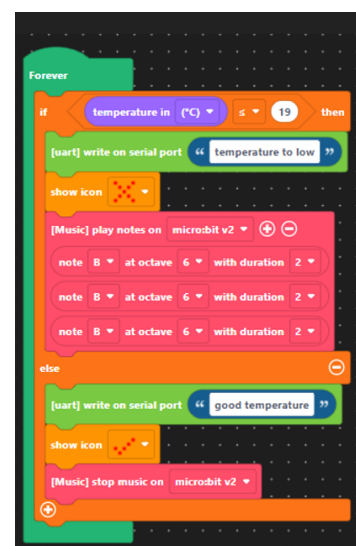 Forever
if temperature in (°C) ≤ 19 then
[uart] write on serial port “ temperature to low ”
show icon
[Music] play notes on micro:bit v2
note B at octave 6 with duration 2
note B at octave 6 with duration 2
note B at octave 6 with duration 2
else
[uart] write on serial port “ good temperature ”
show icon
[Music] stop music on micro:bit v2